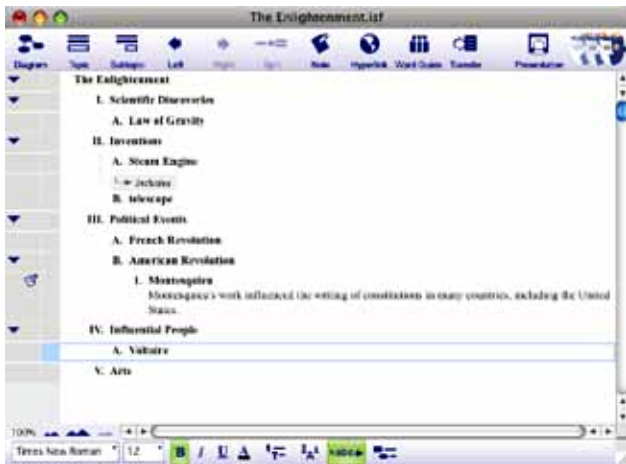 The Enlightenment.isf
Diagram Topic Subtopic Left Right Note Hyperlink Word Guide Transfer Presentation
The Enlightenment
I. Scientific Discoveries
A. Law of Gravity
II. Inventions
A. Steam Engine
B. telescope
III. Political Events
A. French Revolution
B. American Revolution
1. Montesquieu
Montesquieu's work influenced the writing of constitutions in many countries, including the United
States.
IV. Influential People
A. Voltaire
V. Arts
100%
Times New Roman 12 B I U A